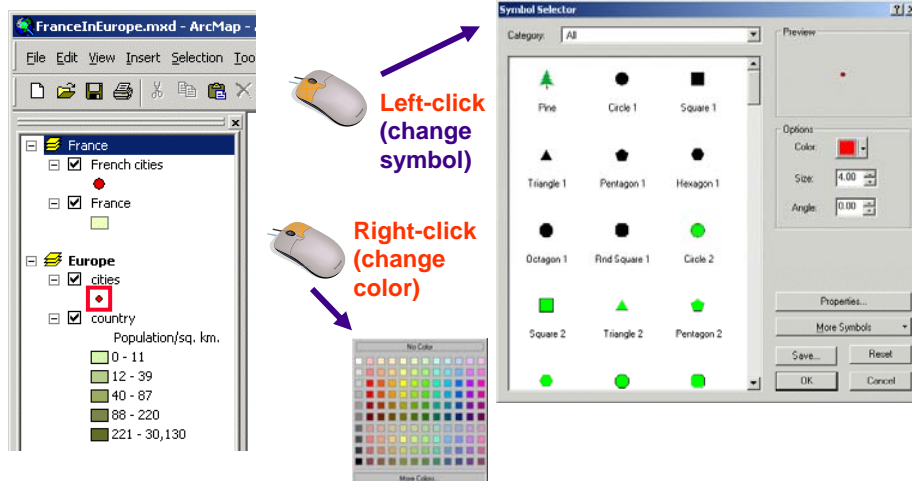 FranceInEurope.mxd - ArcMap -
File Edit View Insert Selection Too
France
French cities
France
Europe
cities
country
Population/sq. km.
0 - 11
12 - 39
40 - 87
88 - 220
221 - 30,130
Left-click
(change
symbol)
Right-click
(change
color)
No Color
More Colors...
Symbol Selector
Category: All
Pine
Circle 1
Square 1
Triangle 1
Pentagon 1
Hexagon 1
Octagon 1
Rnd Square 1
Circle 2
Square 2
Triangle 2
Pentagon 2
Preview
Options
Color:
Size: 4.00
Angle: 0.00
Properties...
More Symbols
Save...
Reset
OK
Cancel